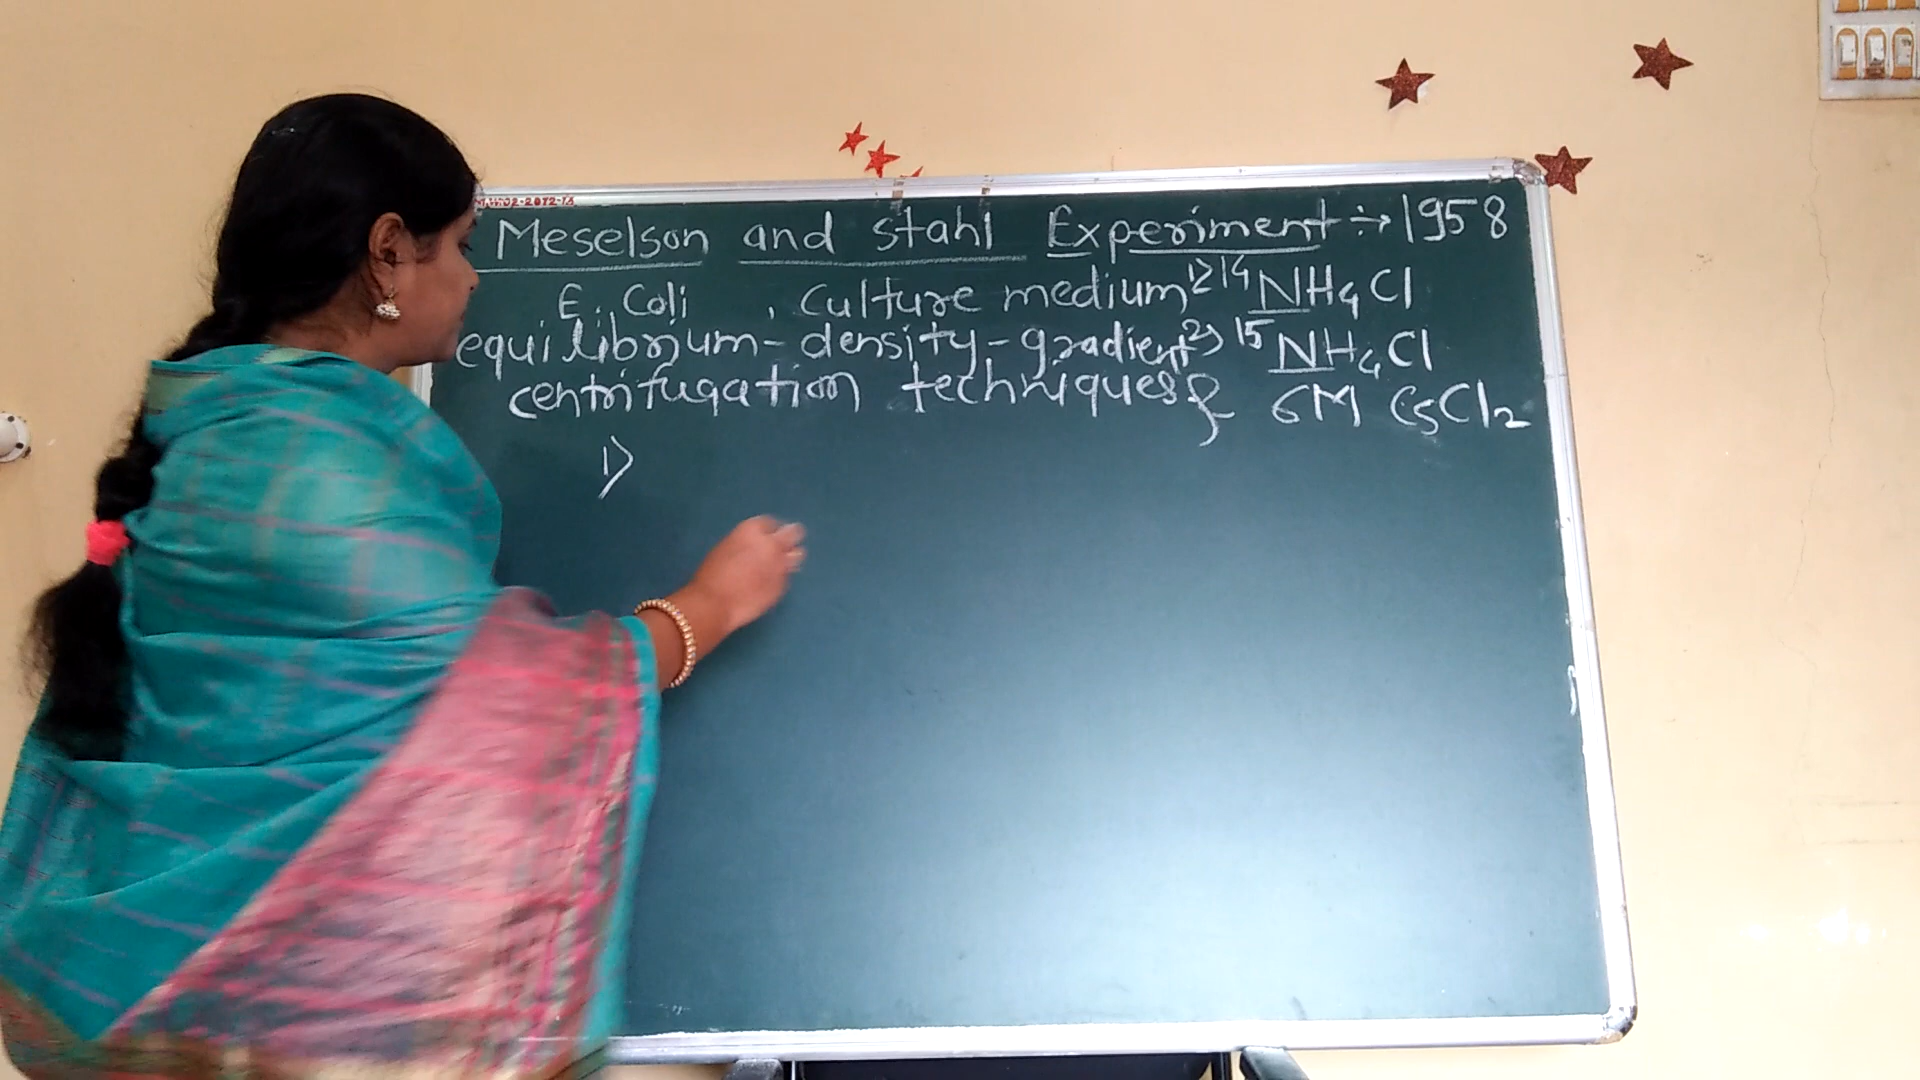 Meselson and stahl Experiment ÷→ 1958
E. Coli , Culture medium 1> ¹⁴NH₄Cl
equilibrium-density-gradient 2> ¹⁵NH₄Cl
centrifugation techniques & 6M CsCl₂
1>